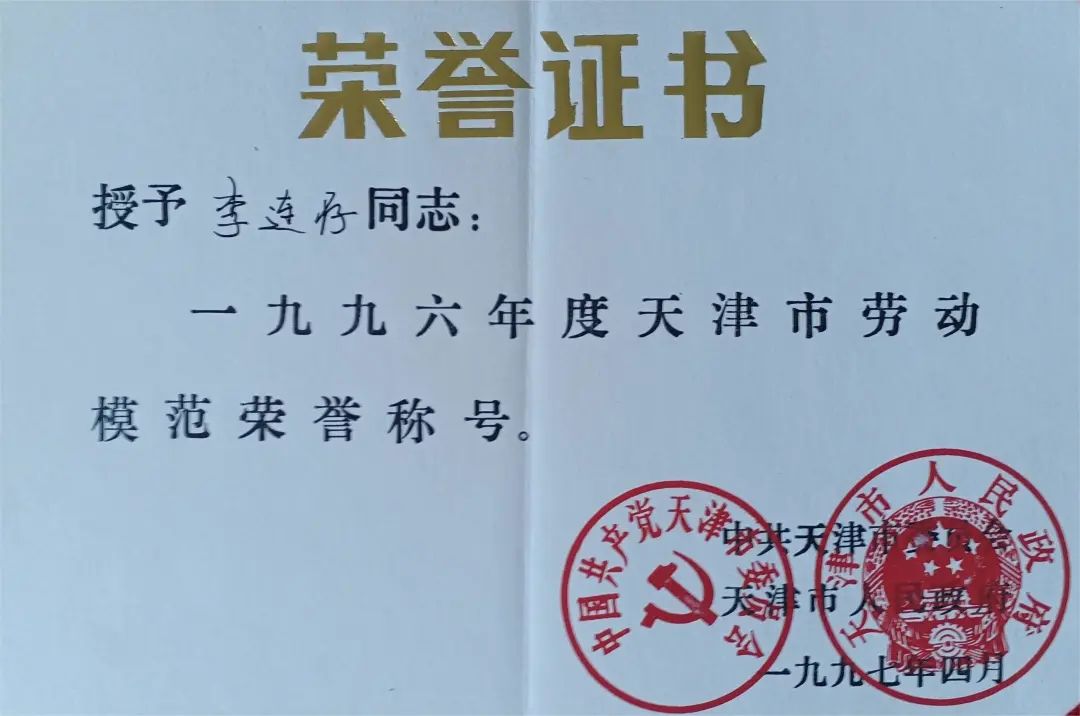 荣誉证书
授予 李连存同志：
一九九六年度天津市劳动
模范荣誉称号。
中共天津市委员会
天津市人民政府
一九九七年四月
中国共产党天津市委员会
天津市人民政府